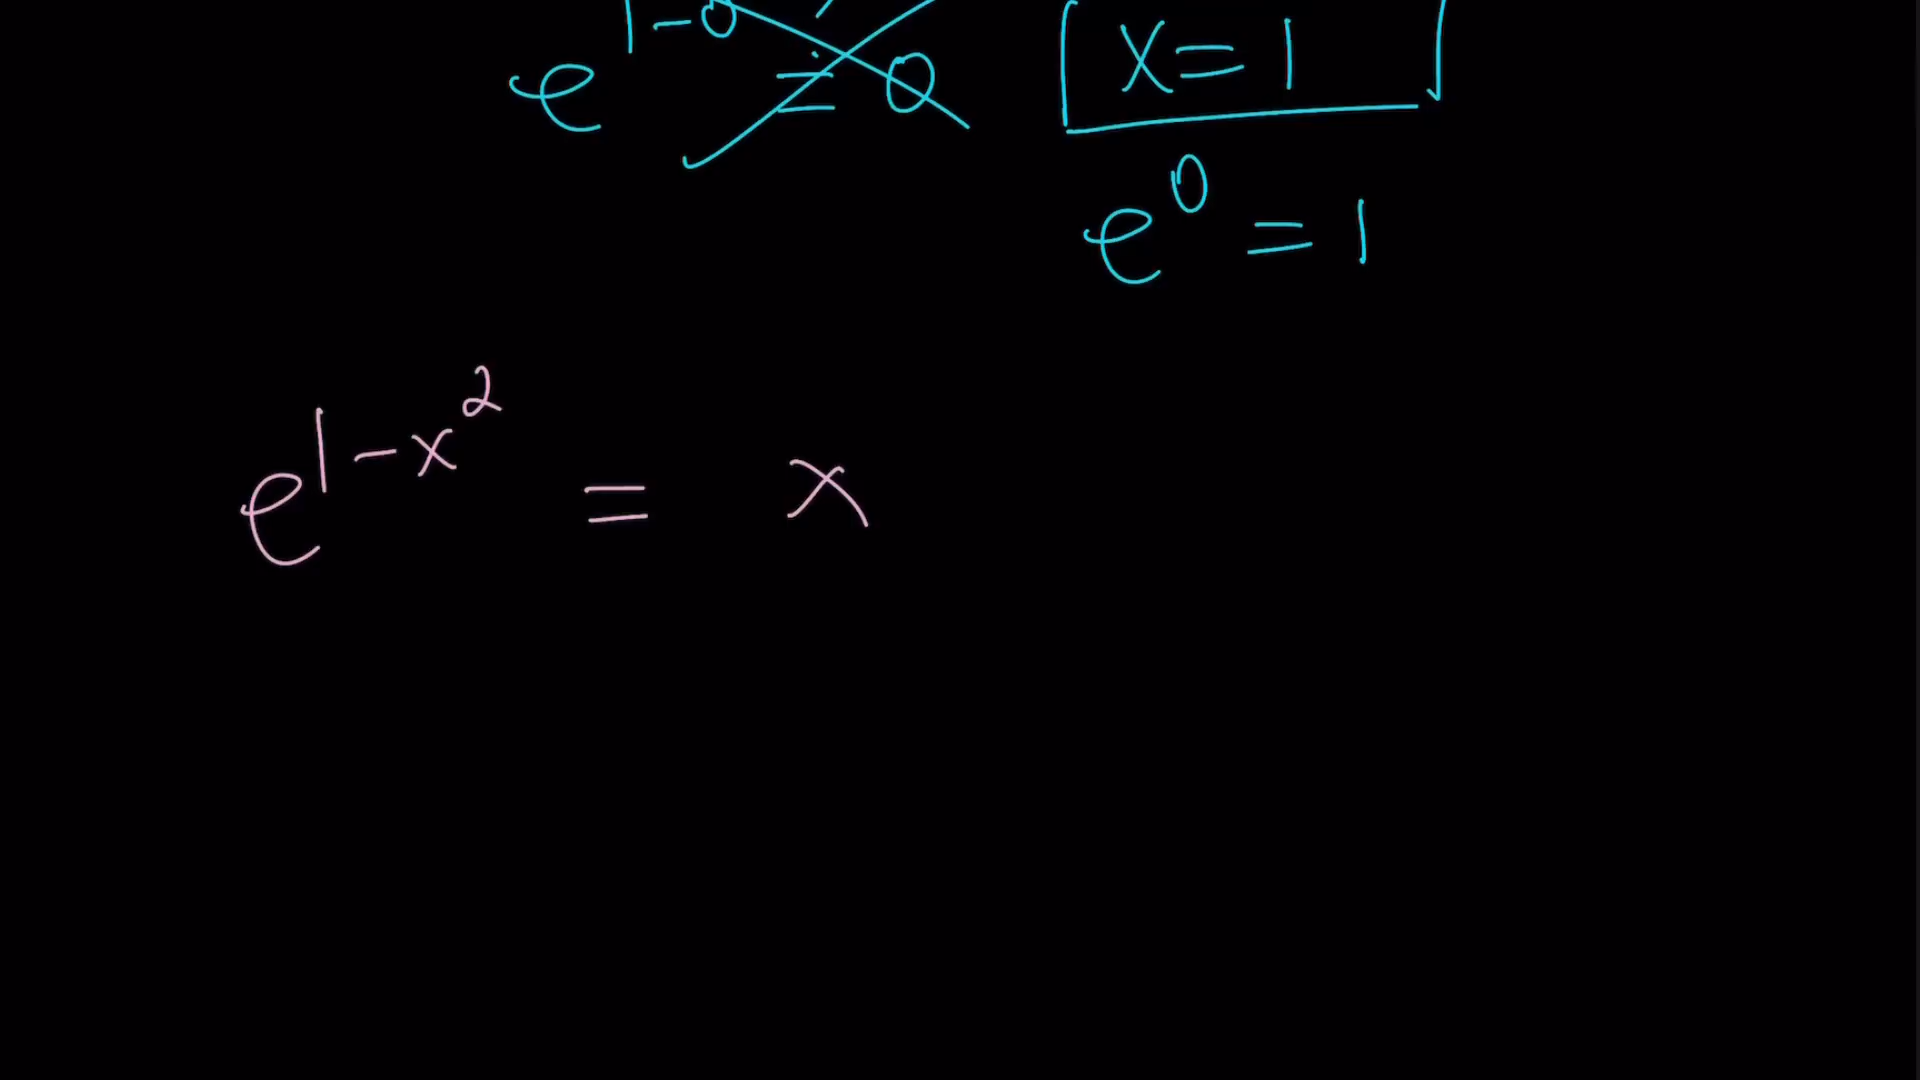 e^{1-0} = 0
x = 1
e^0 = 1
e^{1-x^2} = x